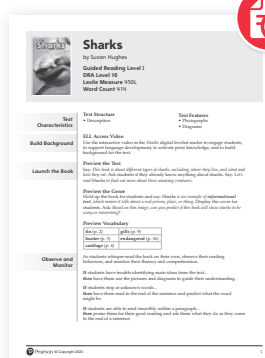 Sharks
Sharks
by Susan Hughes
Guided Reading Level I
DRA Level 16
Lexile Measure 450L
Word Count 414
Text Characteristics
Text Structure
• Description
Text Features
• Photographs
• Diagrams
Build Background
ELL Access Video
Use the interactive video in the Sharks digital leveled reader to engage students,
to support language development, to activate prior knowledge, and to build
background for the text.
Launch the Book
Preview the Text
Say: This book is about different types of sharks, including where they live, and what and
how they eat. Ask students if they already know anything about sharks. Say: Let's
read Sharks to find out more about these amazing creatures.
Preview the Genre
Hold up the book for students and say: Sharks is an example of informational
text, which means it tells about a real person, place, or thing. Display the cover for
students. Ask: Based on this image, can you predict if this book will show sharks to be
scary or interesting?
Preview Vocabulary
fin (p. 2)
gills (p. 9)
hunter (p. 5)
endangered (p. 16)
cartilage (p. 6)
Observe and Monitor
As students whisper-read the book on their own, observe their reading
behaviors, and monitor their fluency and comprehension.
If students have trouble identifying main ideas from the text...
then have them use the pictures and diagrams to guide their understanding.
If students stop at unknown words...
then have them read to the end of the sentence and predict what the word
might be.
If students are able to read smoothly within a paragraph...
then praise them for their good reading and ask them what they do as they come
to the end of a sentence.
Pearson © Copyright 2020
1